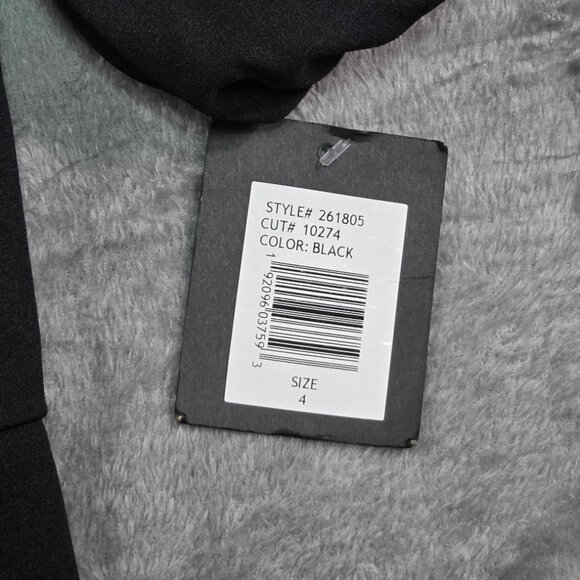 STYLE# 261805
CUT# 10274
COLOR: BLACK
1 92096 03759 3
SIZE
4